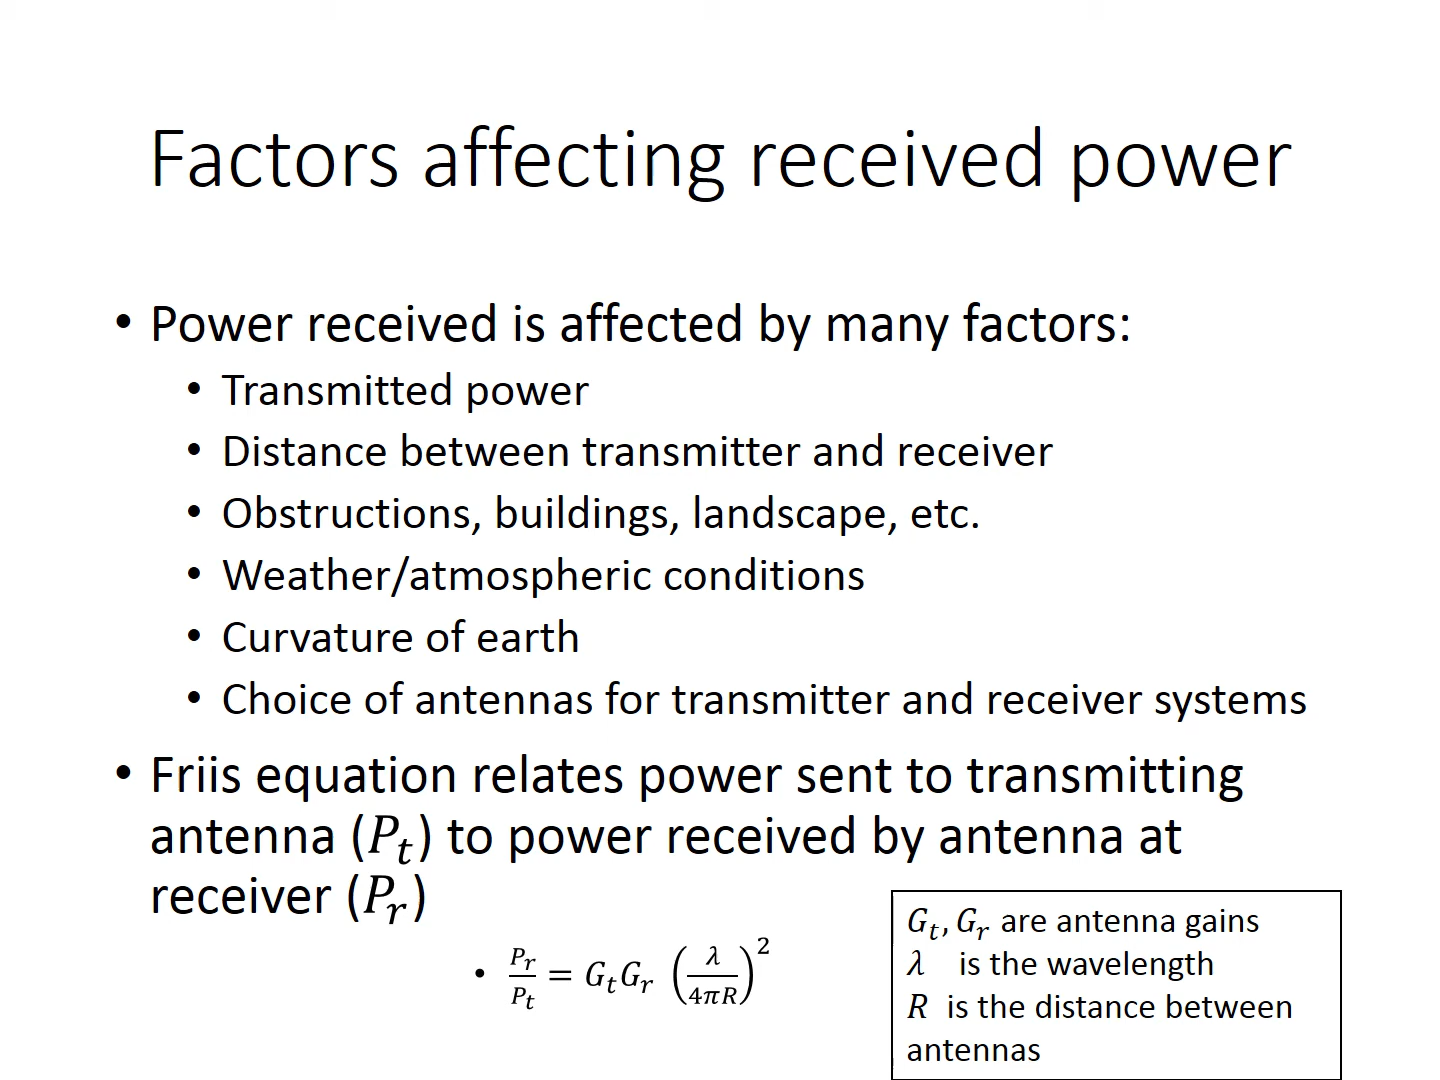 Factors affecting received power
• Power received is affected by many factors:
• Transmitted power
• Distance between transmitter and receiver
• Obstructions, buildings, landscape, etc.
• Weather/atmospheric conditions
• Curvature of earth
• Choice of antennas for transmitter and receiver systems
• Friis equation relates power sent to transmitting
antenna (𝑃ₜ) to power received by antenna at
receiver (𝑃ᵣ)
• 𝑃ᵣ/𝑃ₜ = 𝐺ₜ𝐺ᵣ (𝜆/4𝜋𝑅)²
𝐺ₜ, 𝐺ᵣ are antenna gains
𝜆 is the wavelength
𝑅 is the distance between
antennas